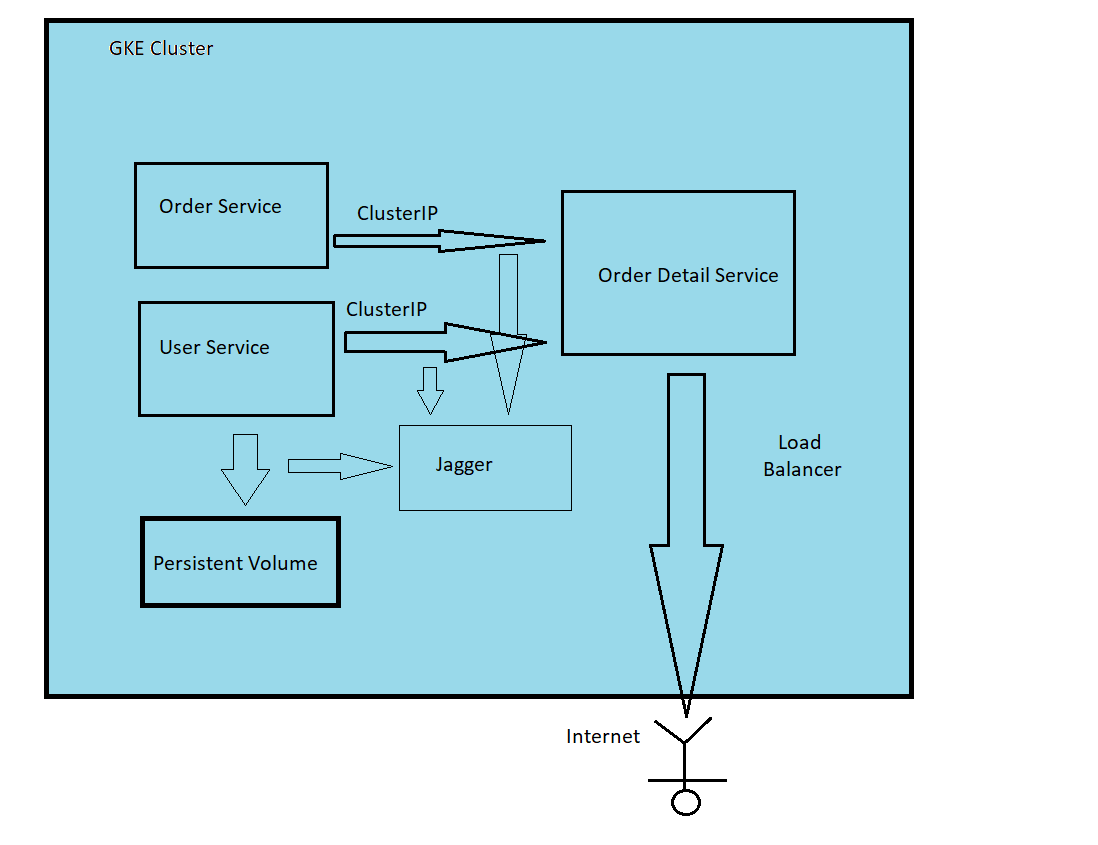 GKE Cluster
Order Service
ClusterIP
Order Detail Service
ClusterIP
User Service
Jagger
Load
Balancer
Persistent Volume
Internet